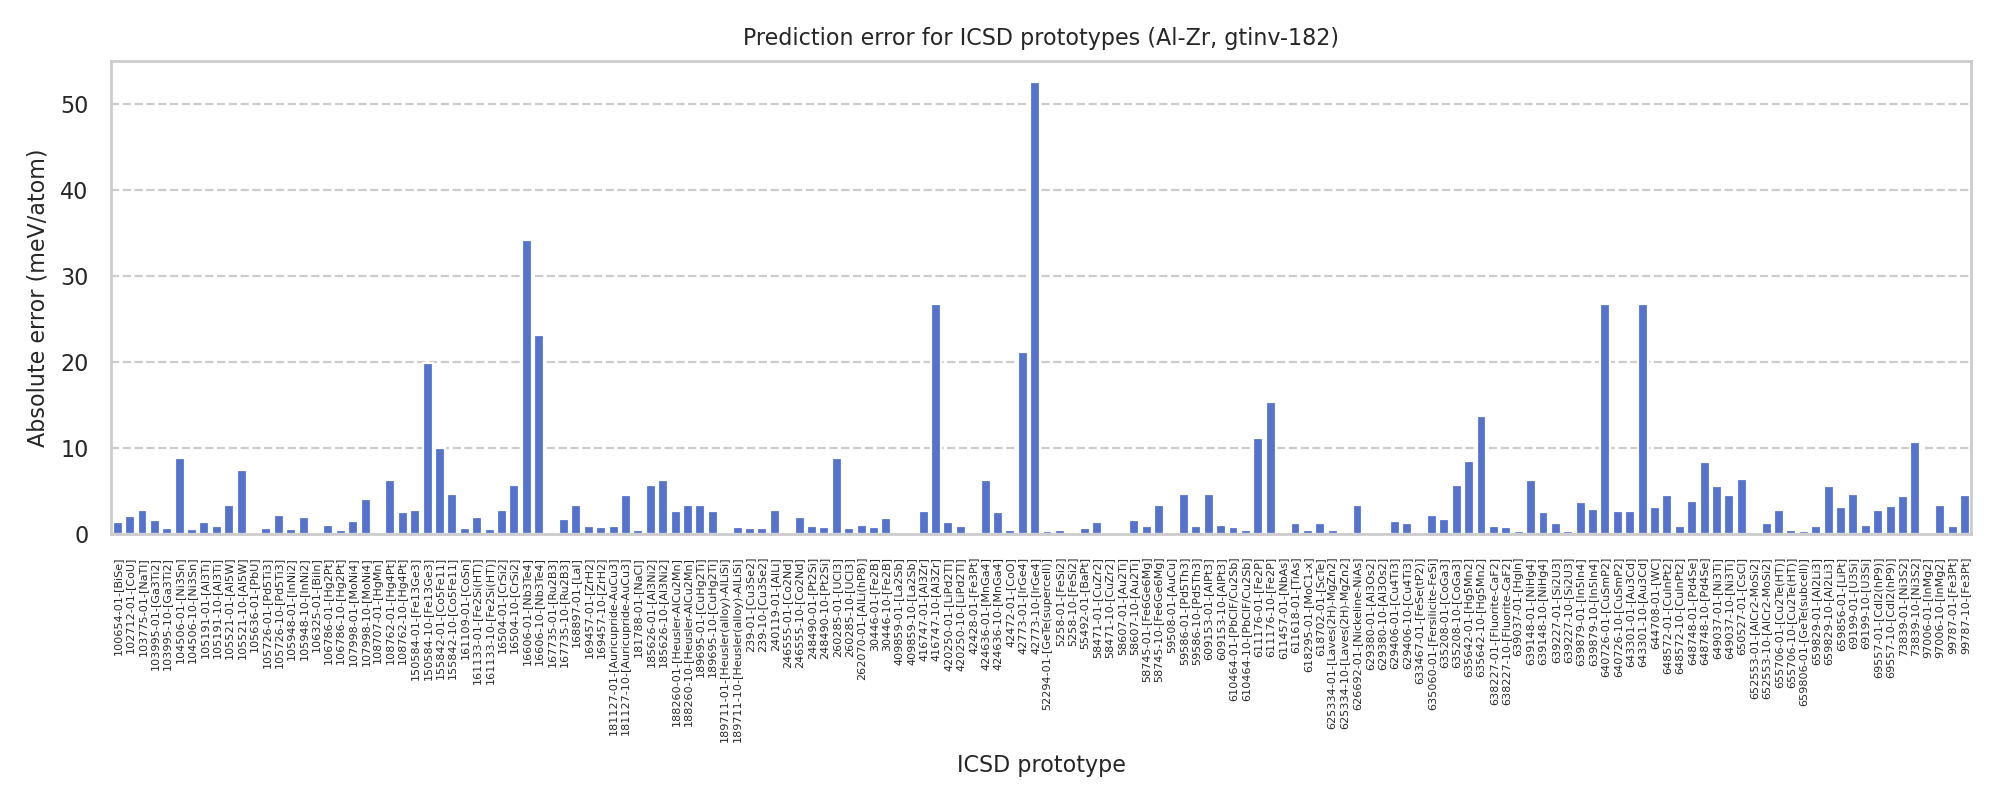 Prediction error for ICSD prototypes (Al-Zr, gtinv-182)
Absolute error (meV/atom)
50
40
30
20
10
0
100654-01-[BiSe]
102712-01-[CoU]
103775-01-[NaTl]
103995-01-[Ga3Ti2]
103995-10-[Ga3Ti2]
104506-01-[Ni3Sn]
104506-10-[Ni3Sn]
105191-01-[Al3Ti]
105191-10-[Al3Ti]
105521-01-[Al5W]
105521-10-[Al5W]
105636-01-[PbU]
105726-01-[Pd5Ti3]
105726-10-[Pd5Ti3]
105948-01-[InNi2]
105948-10-[InNi2]
106325-01-[BiIn]
106786-01-[Hg2Pt]
106786-10-[Hg2Pt]
107998-01-[MoNi4]
107998-10-[MoNi4]
108707-01-[HgMn]
108762-01-[Hg4Pt]
108762-10-[Hg4Pt]
150584-01-[Fe13Ge3]
150584-10-[Fe13Ge3]
155842-01-[Co5Fe11]
155842-10-[Co5Fe11]
161109-01-[CoSn]
161133-01-[Fe2Si(HT)]
161133-10-[Fe2Si(HT)]
16504-01-[CrSi2]
16504-10-[CrSi2]
16606-01-[Nb3Te4]
16606-10-[Nb3Te4]
167735-01-[Ru2B3]
167735-10-[Ru2B3]
168897-01-[LaI]
169457-01-[ZrH2]
169457-10-[ZrH2]
181127-01-[Auricupride-AuCu3]
181127-10-[Auricupride-AuCu3]
181788-01-[NaCl]
185626-01-[Al3Ni2]
185626-10-[Al3Ni2]
188260-01-[Heusler-AlCu2Mn]
188260-10-[Heusler-AlCu2Mn]
189695-01-[CuHg2Ti]
189695-10-[CuHg2Ti]
189711-01-[Heusler(alloy)-AlLiSi]
189711-10-[Heusler(alloy)-AlLiSi]
239-01-[Cu3Se2]
239-10-[Cu3Se2]
240119-01-[AlLi]
246555-01-[Co2Nd]
246555-10-[Co2Nd]
248490-01-[Pt2Si]
248490-10-[Pt2Si]
260285-01-[UCl3]
260285-10-[UCl3]
262070-01-[AlLi(hP8)]
30446-01-[Fe2B]
30446-10-[Fe2B]
409859-01-[La2Sb]
409859-10-[La2Sb]
416747-01-[Al3Zr]
416747-10-[Al3Zr]
420250-01-[LiPd2Tl]
420250-10-[LiPd2Tl]
42428-01-[Fe3Pt]
424636-01-[MnGa4]
424636-10-[MnGa4]
42472-01-[CoO]
42773-01-[IrGe4]
42773-10-[IrGe4]
52294-01-[GeTe(supercell)]
5258-01-[FeSi2]
5258-10-[FeSi2]
55492-01-[BaPt]
58471-01-[CuZr2]
58471-10-[CuZr2]
58607-01-[Au2Ti]
58607-10-[Au2Ti]
58745-01-[Fe6Ge6Mg]
58745-10-[Fe6Ge6Mg]
59508-01-[AuCu]
59586-01-[Pd5Th3]
59586-10-[Pd5Th3]
609153-01-[AlPt3]
609153-10-[AlPt3]
610464-01-[PbClF/Cu2Sb]
610464-10-[PbClF/Cu2Sb]
611176-01-[Fe2P]
611176-10-[Fe2P]
611457-01-[NbAs]
611618-01-[TiAs]
618295-01-[MoC1-x]
618702-01-[ScTe]
625334-01-[Laves(2H)-MgZn2]
625334-10-[Laves(2H)-MgZn2]
626692-01-[Nickeline-NiAs]
629380-01-[Al3Os2]
629380-10-[Al3Os2]
629406-01-[Cu4Ti3]
629406-10-[Cu4Ti3]
633467-01-[FeSe(tP2)]
635060-01-[Fersilicite-FeSi]
635208-01-[CoGa3]
635208-10-[CoGa3]
635642-01-[Hg5Mn2]
635642-10-[Hg5Mn2]
638227-01-[Fluorite-CaF2]
638227-10-[Fluorite-CaF2]
639037-01-[HgIn]
639148-01-[NiHg4]
639148-10-[NiHg4]
639227-01-[Si2U3]
639227-10-[Si2U3]
639879-01-[In5In4]
639879-10-[In5In4]
640726-01-[CuSmP2]
640726-10-[CuSmP2]
643301-01-[Au3Cd]
643301-10-[Au3Cd]
644708-01-[WC]
648572-01-[CuInPt2]
648572-10-[CuInPt2]
648748-01-[Pd4Se]
648748-10-[Pd4Se]
649037-01-[Ni3Ti]
649037-10-[Ni3Ti]
650527-01-[CsCl]
652553-01-[AlCr2-MoSi2]
652553-10-[AlCr2-MoSi2]
655706-01-[Cu2Te(HT)]
655706-10-[Cu2Te(HT)]
659806-01-[GeTe(subcell)]
659829-01-[Al2Li3]
659829-10-[Al2Li3]
659856-01-[LiPt]
69199-01-[U3Si]
69199-10-[U3Si]
69557-01-[CdI2(hP9)]
69557-10-[CdI2(hP9)]
73839-01-[Ni3S2]
73839-10-[Ni3S2]
97006-01-[InMg2]
97006-10-[InMg2]
99787-01-[Fe3Pt]
99787-10-[Fe3Pt]
ICSD prototype